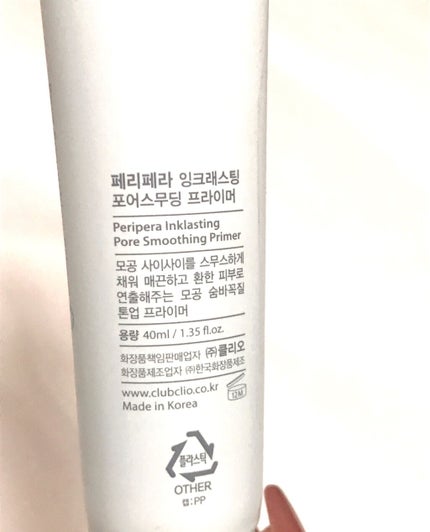 페리페라 잉크래스팅
포어스무딩 프라이머
Peripera Inklasting
Pore Smoothing Primer
모공 사이사이를 스무스하게
채워 매끈하고 환한 피부로
연출해주는 모공 숨바꼭질
톤업 프라이머
용량 40ml / 1.35 fl.oz.
화장품책임판매업자 ㈜클리오
화장품제조업자 ㈜한국화장품제조
www.clubclio.co.kr 12M
Made in Korea
플라스틱
OTHER
캡:PP